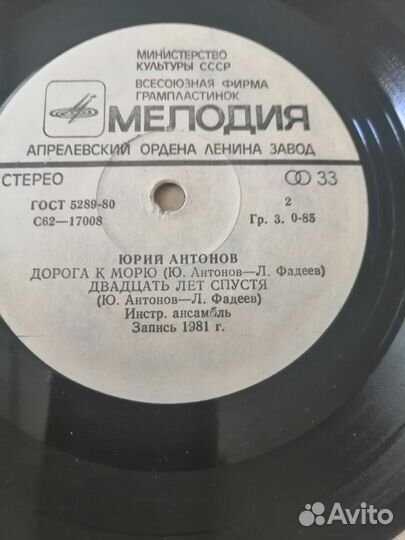 МИНИСТЕРСТВО
КУЛЬТУРЫ СССР
ВСЕСОЮЗНАЯ ФИРМА
ГРАМПЛАСТИНОК
МЕЛОДИЯ
АПРЕЛЕВСКИЙ ОРДЕНА ЛЕНИНА ЗАВОД
СТЕРЕО 33
ГОСТ 5289-80 2
С62—17008 Гр. 3. 0-85
ЮРИЙ АНТОНОВ
ДОРОГА К МОРЮ (Ю. Антонов—Л. Фадеев)
ДВАДЦАТЬ ЛЕТ СПУСТЯ
(Ю. Антонов—Л. Фадеев)
Инстр. ансамбль
Запись 1981 г.
Avito